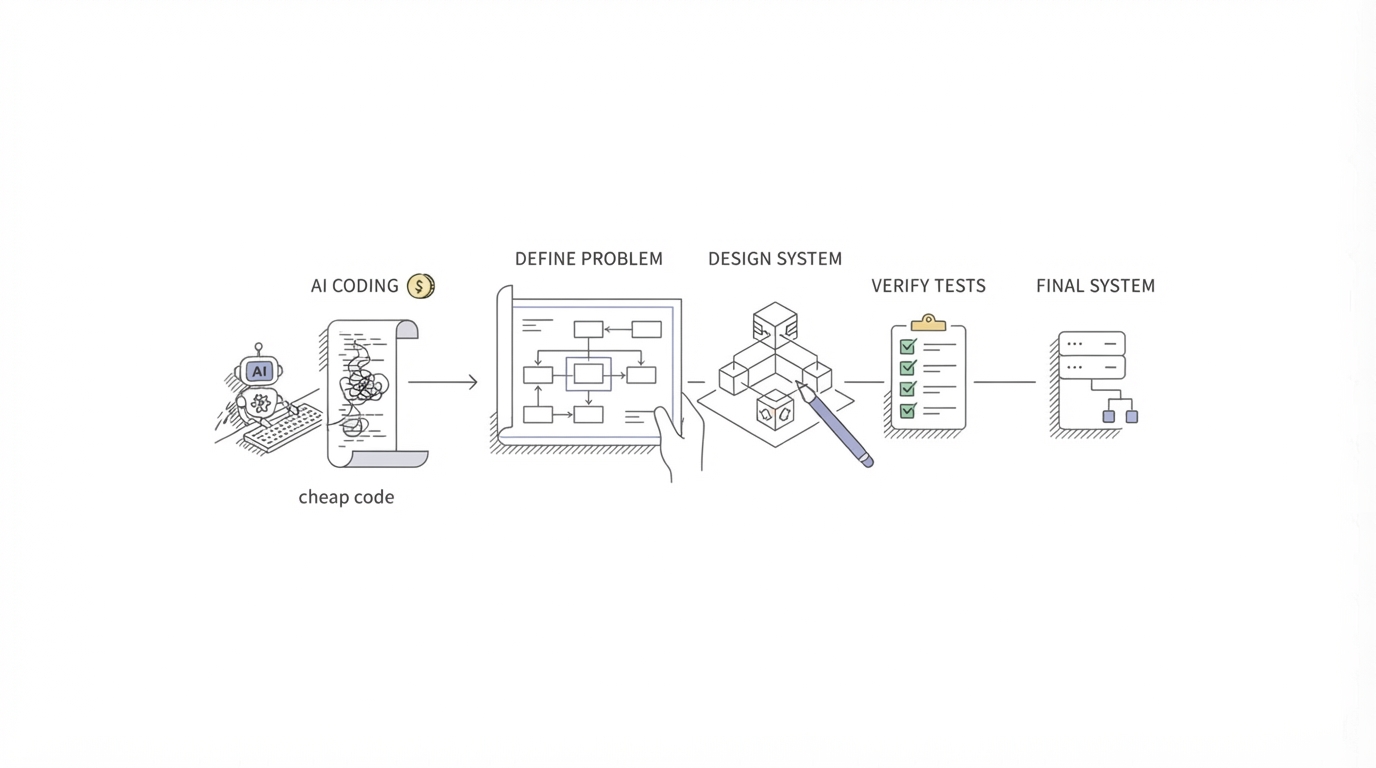 AI CODING $
DEFINE PROBLEM
DESIGN SYSTEM
VERIFY TESTS
FINAL SYSTEM
AI
cheap code